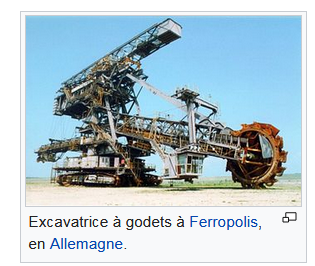 Excavatrice à godets à Ferropolis,
en Allemagne.